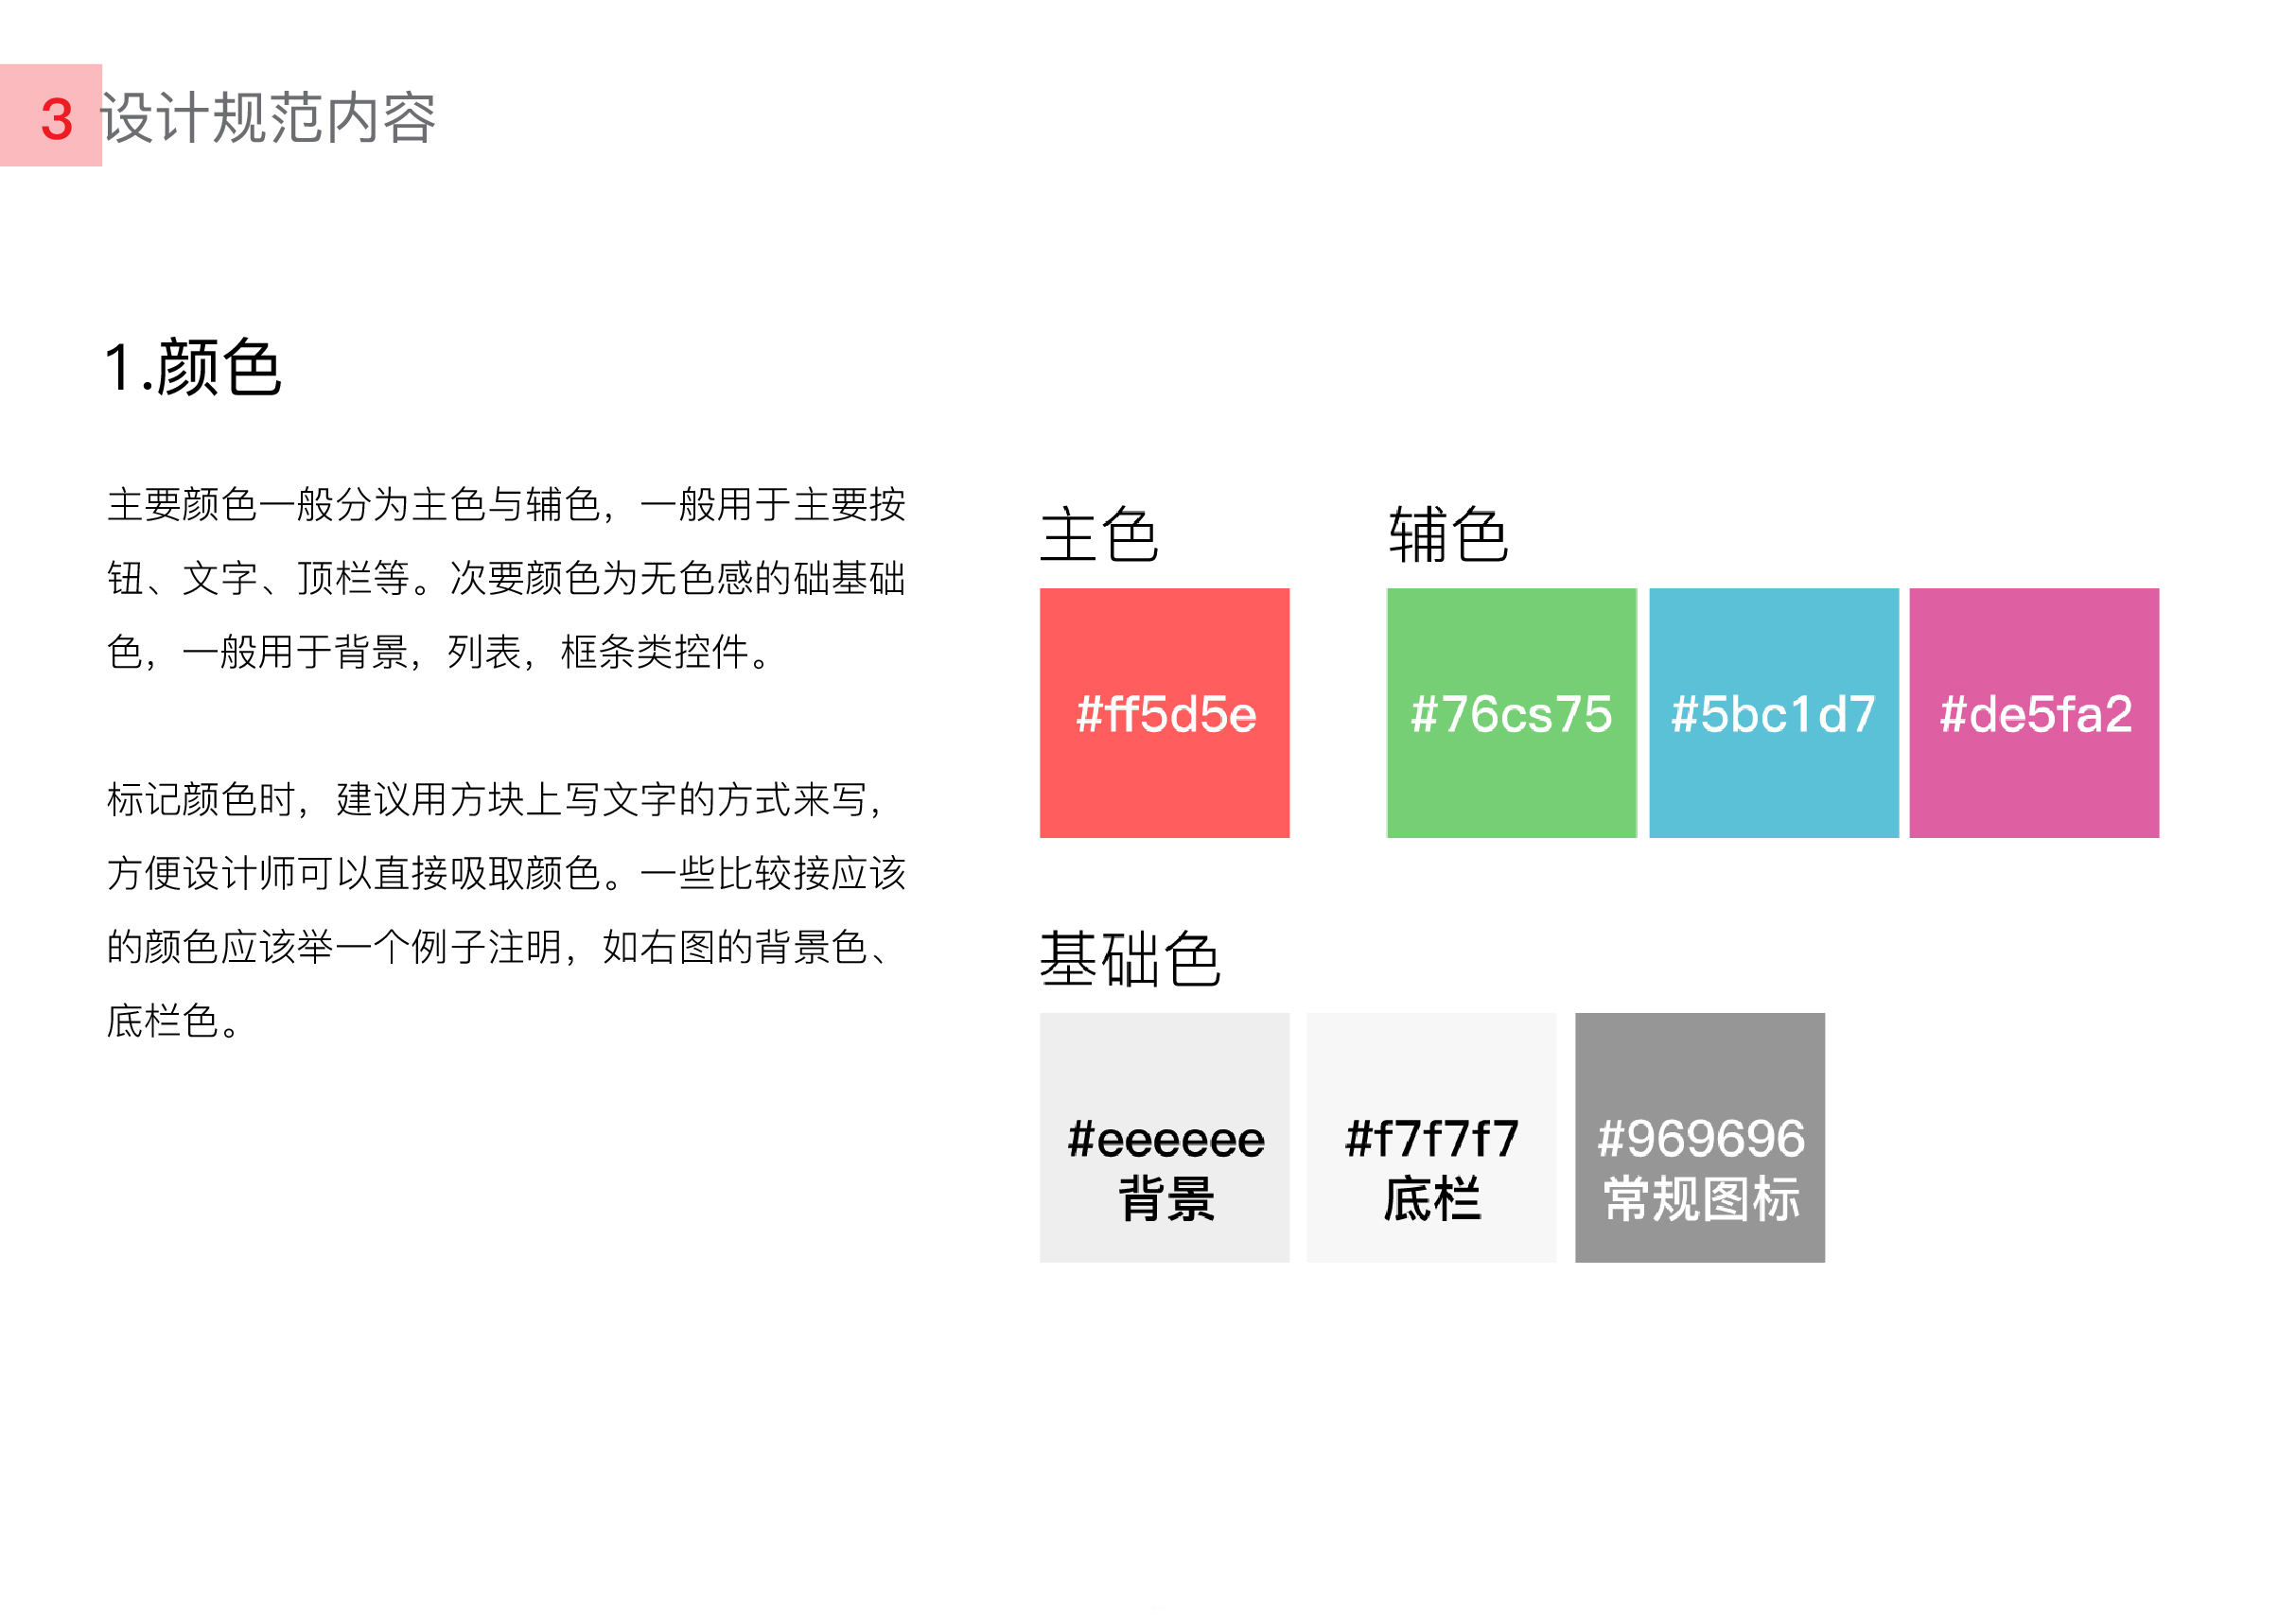 3 设计规范内容
1.颜色
主要颜色一般分为主色与辅色，一般用于主要按
钮、文字、顶栏等。次要颜色为无色感的础基础
色，一般用于背景，列表，框条类控件。
标记颜色时，建议用方块上写文字的方式来写，
方便设计师可以直接吸取颜色。一些比较接应该
的颜色应该举一个例子注明，如右图的背景色、
底栏色。
主色
#ff5d5e
辅色
#76cs75
#5bc1d7
#de5fa2
基础色
#eeeeee
背景
#f7f7f7
底栏
#969696
常规图标